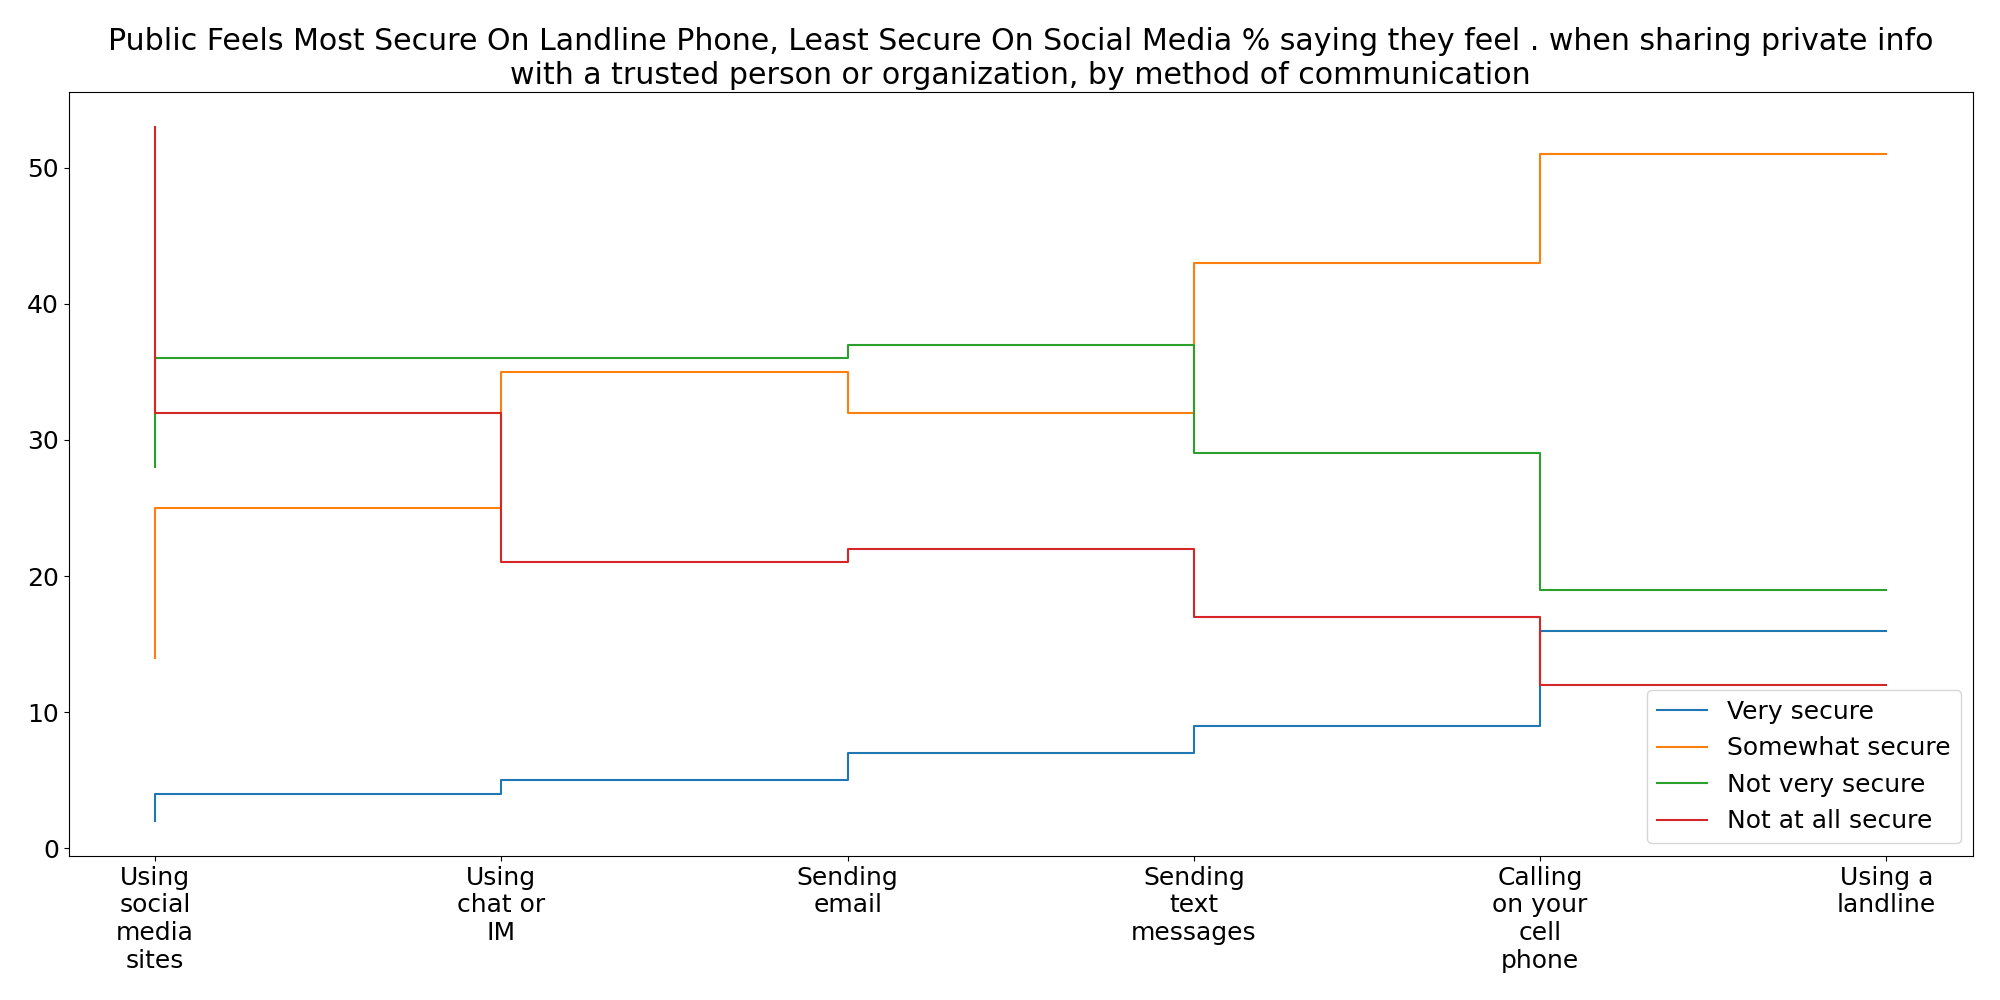 Public Feels Most Secure On Landline Phone, Least Secure On Social Media % saying they feel . when sharing private info
with a trusted person or organization, by method of communication
50
40
30
20
10
0
Very secure
Somewhat secure
Not very secure
Not at all secure
Using
social
media
sites
Using
chat or
IM
Sending
email
Sending
text
messages
Calling
on your
cell
phone
Using a
landline